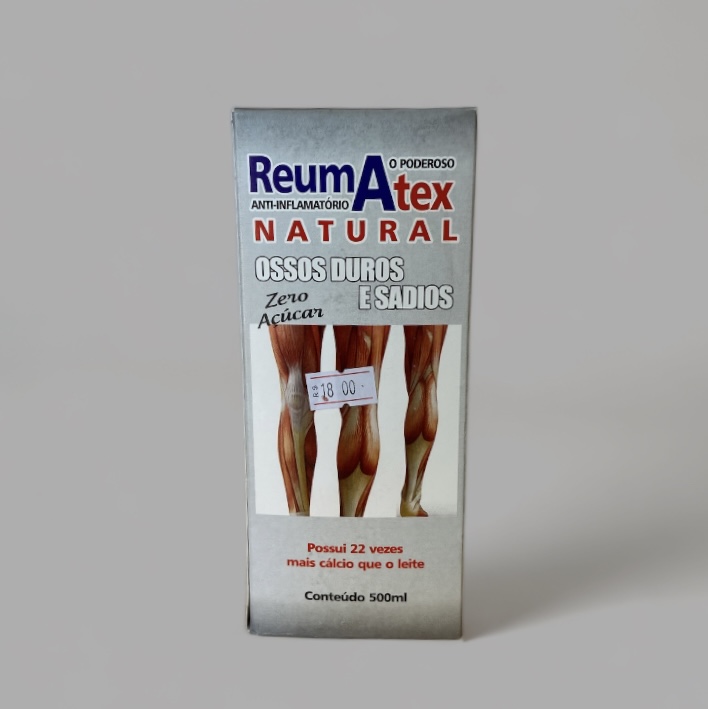 O PODEROSO
ReumAtex
ANTI-INFLAMATÓRIO
NATURAL
OSSOS DUROS
E SADIOS
Zero
Açúcar
R$ 18 00
Possui 22 vezes
mais cálcio que o leite
Conteúdo 500ml